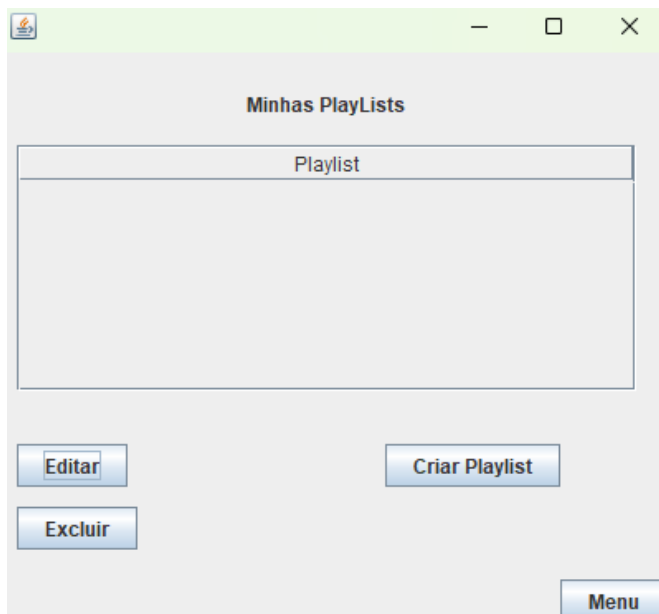 Minhas PlayLists
Playlist
Editar
Criar Playlist
Excluir
Menu